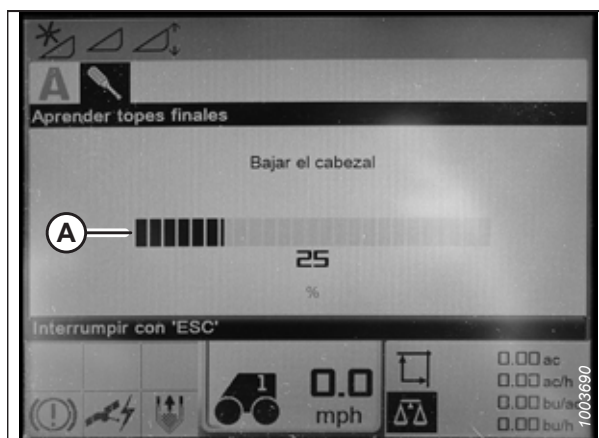 A
Aprender topes finales
Bajar el cabezal
A
25
%
Interrumpir con 'ESC'
1
0.0
mph
0.00 ac
0.00 ac/h
0.00 bu/ac
0.00 bu/h
1003690